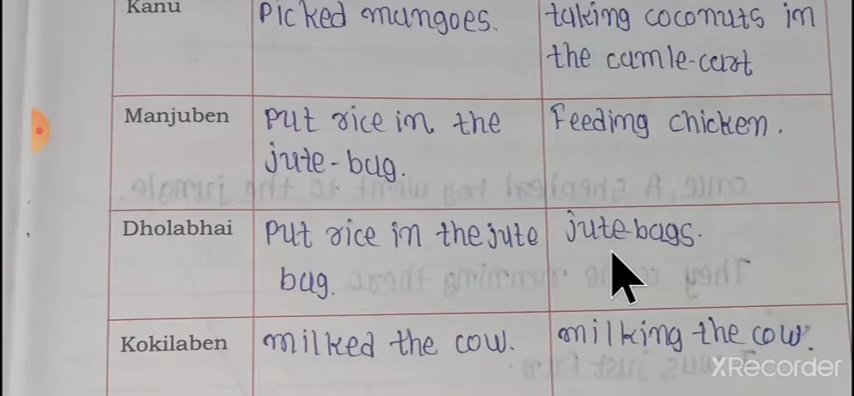 Kanu
Picked mangoes.
taking coconuts in
the camle-cart
Manjuben
Put rice in the
jute-bag.
Feeding chicken.
Dholabhai
Put rice in the jute
bag.
jute-bags.
Kokilaben
milked the cow.
milking the cow.
XRecorder